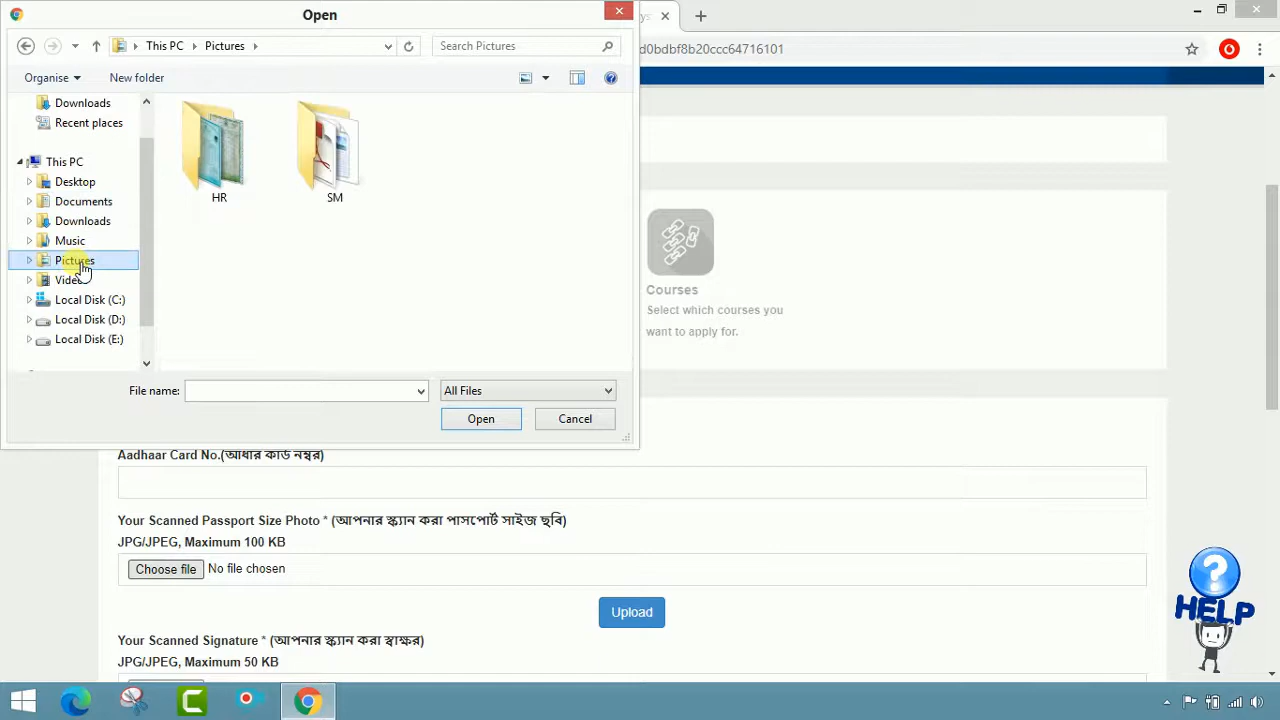 Open
This PC
Pictures
Search Pictures
d0bdbf8b20ccc64716101
Organise
New folder
Downloads
Recent places
This PC
Desktop
Documents
Downloads
Music
Pictures
Local Disk (C:)
Local Disk (D:)
Local Disk (E:)
HR
SM
File name:
All Files
Open
Cancel
Courses
Select which courses you
want to apply for.
Aadhaar Card No.(আধার কার্ড নম্বর)
Your Scanned Passport Size Photo * (আপনার স্ক্যান করা পাসপোর্ট সাইজ ছবি)
JPG/JPEG, Maximum 100 KB
Choose file No file chosen
Upload
Your Scanned Signature * (আপনার স্ক্যান করা স্বাক্ষর)
JPG/JPEG, Maximum 50 KB
?
HELP